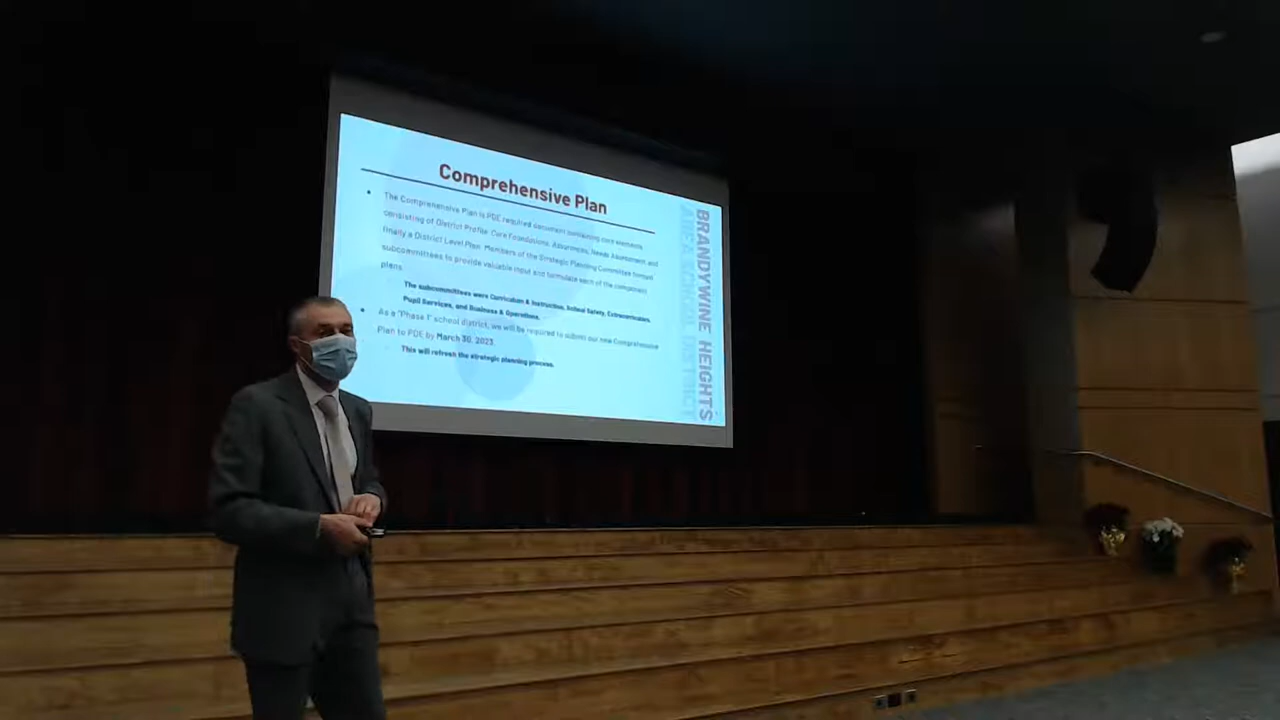 Comprehensive Plan
The Comprehensive Plan is PDE required document containing core elements
consisting of District Profile, Core Foundations, Assurances, Needs Assessment, and
finally a District Level Plan. Members of the Strategic Planning Committee formed
subcommittees to provide valuable input and formulate each of the component
plans.
The subcommittees were Curriculum & Instruction, School Safety, Extracurriculars,
Pupil Services, and Business & Operations.
As a "Phase 1" school district, we will be required to submit our new Comprehensive
Plan to PDE by March 30, 2023.
This will refresh the strategic planning process.
BRANDYWINE HEIGHTS
AREA SCHOOL DISTRICT